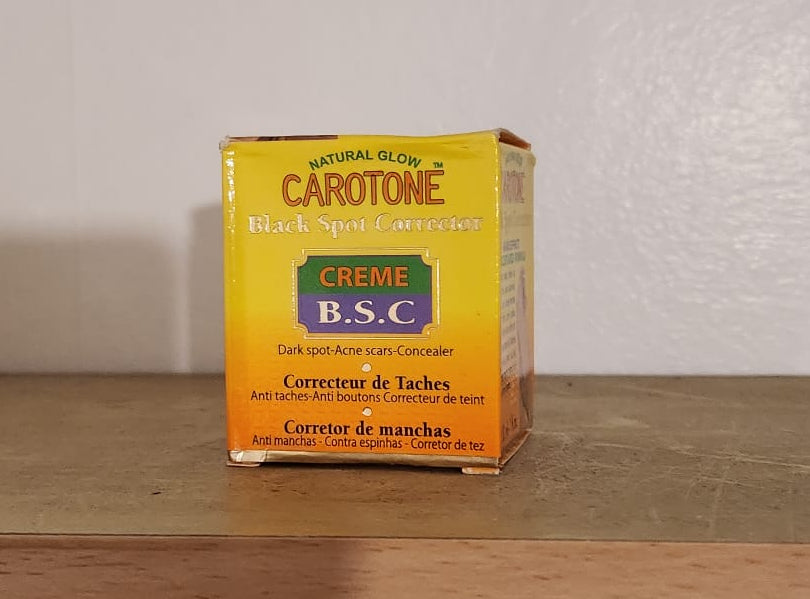 NATURAL GLOW
CAROTONE™
Black Spot Corrector
CREME
B.S.C
Dark spot-Acne scars-Concealer
Correcteur de Taches
Anti taches-Anti boutons Correcteur de teint
Corretor de manchas
Anti manchas - Contra espinhas - Corretor de tez